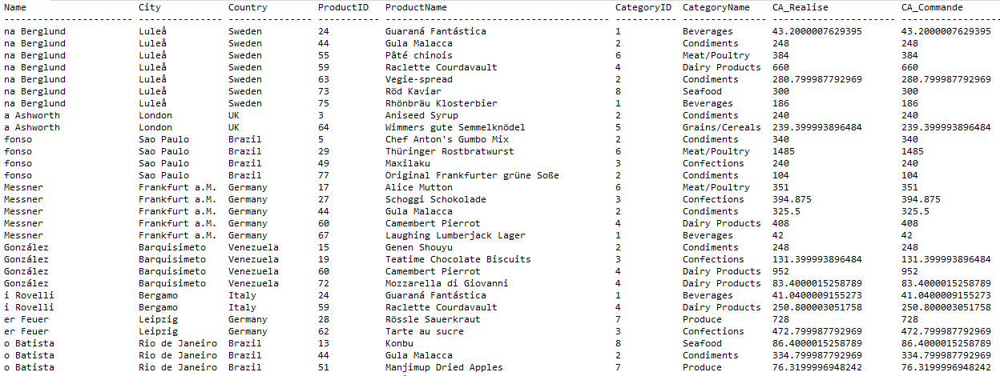 Name City Country ProductID ProductName CategoryID CategoryName CA_Realise CA_Commande
na Berglund Luleå Sweden 24 Guaraná Fantástica 1 Beverages 43.2000007629395 43.2000007629395
na Berglund Luleå Sweden 44 Gula Malacca 2 Condiments 248 248
na Berglund Luleå Sweden 55 Pâté chinois 6 Meat/Poultry 384 384
na Berglund Luleå Sweden 59 Raclette Courdavault 4 Dairy Products 660 660
na Berglund Luleå Sweden 63 Vegie-spread 2 Condiments 280.799987792969 280.799987792969
na Berglund Luleå Sweden 73 Röd Kaviar 8 Seafood 300 300
na Berglund Luleå Sweden 75 Rhönbräu Klosterbier 1 Beverages 186 186
a Ashworth London UK 3 Aniseed Syrup 2 Condiments 240 240
a Ashworth London UK 64 Wimmers gute Semmelknödel 5 Grains/Cereals 239.399993896484 239.399993896484
fonso Sao Paulo Brazil 5 Chef Anton's Gumbo Mix 2 Condiments 340 340
fonso Sao Paulo Brazil 29 Thüringer Rostbratwurst 6 Meat/Poultry 1485 1485
fonso Sao Paulo Brazil 49 Maxilaku 3 Confections 240 240
fonso Sao Paulo Brazil 77 Original Frankfurter grüne Soße 2 Condiments 104 104
Messner Frankfurt a.M. Germany 17 Alice Mutton 6 Meat/Poultry 351 351
Messner Frankfurt a.M. Germany 27 Schoggi Schokolade 3 Confections 394.875 394.875
Messner Frankfurt a.M. Germany 44 Gula Malacca 2 Condiments 325.5 325.5
Messner Frankfurt a.M. Germany 60 Camembert Pierrot 4 Dairy Products 408 408
Messner Frankfurt a.M. Germany 67 Laughing Lumberjack Lager 1 Beverages 42 42
González Barquisimeto Venezuela 15 Genen Shouyu 2 Condiments 248 248
González Barquisimeto Venezuela 19 Teatime Chocolate Biscuits 3 Confections 131.399993896484 131.399993896484
González Barquisimeto Venezuela 60 Camembert Pierrot 4 Dairy Products 952 952
González Barquisimeto Venezuela 72 Mozzarella di Giovanni 4 Dairy Products 83.4000015258789 83.4000015258789
i Rovelli Bergamo Italy 24 Guaraná Fantástica 1 Beverages 41.0400009155273 41.0400009155273
i Rovelli Bergamo Italy 59 Raclette Courdavault 4 Dairy Products 250.800003051758 250.800003051758
er Feuer Leipzig Germany 28 Rössle Sauerkraut 7 Produce 728 728
er Feuer Leipzig Germany 62 Tarte au sucre 3 Confections 472.799987792969 472.799987792969
o Batista Rio de Janeiro Brazil 13 Konbu 8 Seafood 86.4000015258789 86.4000015258789
o Batista Rio de Janeiro Brazil 44 Gula Malacca 2 Condiments 334.799987792969 334.799987792969
o Batista Rio de Janeiro Brazil 51 Manjimup Dried Apples 7 Produce 76.3199996948242 76.3199996948242